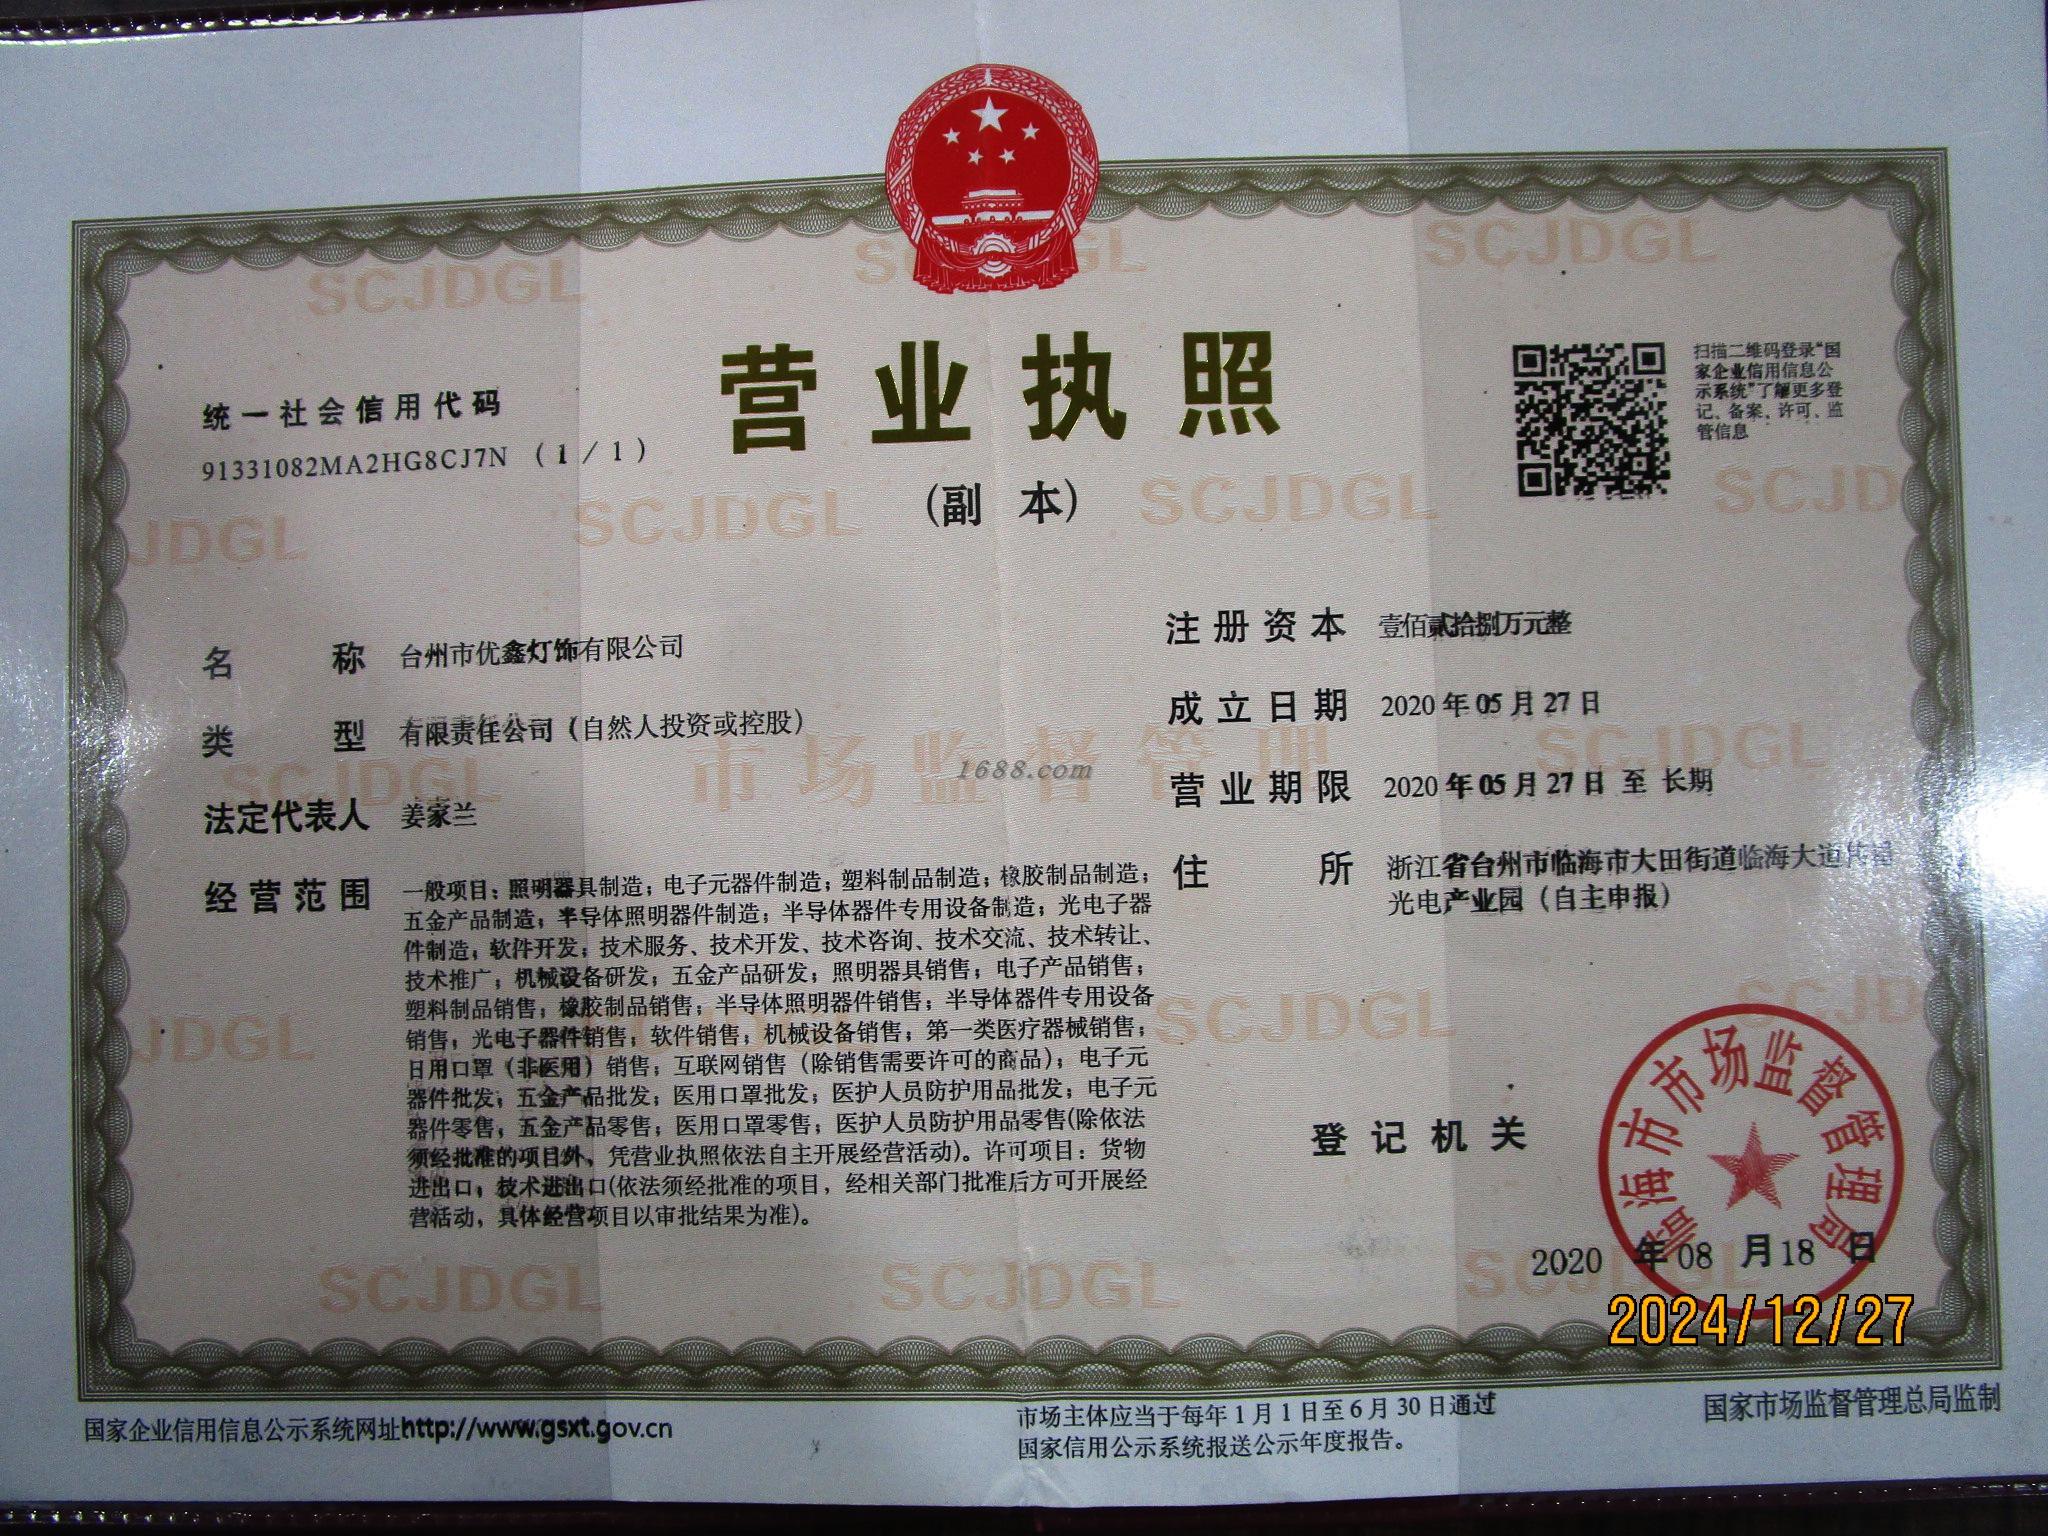 营业执照
(副 本)
统一社会信用代码
91331082MA2HG8CJ7N (1/1)
扫描二维码登录“国
家企业信用信息公
示系统”了解更多登
记、备案、许可、监
管信息
名 称 台州市优鑫灯饰有限公司
类 型 有限责任公司（自然人投资或控股）
法定代表人 姜家兰
经营范围 一般项目：照明器具制造；电子元器件制造；塑料制品制造；橡胶制品制造；
五金产品制造；半导体照明器件制造；半导体器件专用设备制造；光电子器
件制造；软件开发；技术服务、技术开发、技术咨询、技术交流、技术转让、
技术推广；机械设备研发；五金产品研发；照明器具销售；电子产品销售；
塑料制品销售；橡胶制品销售；半导体照明器件销售；半导体器件专用设备
销售；光电子器件销售；软件销售；机械设备销售；第一类医疗器械销售；
日用口罩（非医用）销售；互联网销售（除销售需要许可的商品）；电子元
器件批发；五金产品批发；医用口罩批发；医护人员防护用品批发；电子元
器件零售；五金产品零售；医用口罩零售；医护人员防护用品零售(除依法
须经批准的项目外，凭营业执照依法自主开展经营活动)。许可项目：货物
进出口；技术进出口(依法须经批准的项目，经相关部门批准后方可开展经
营活动，具体经营项目以审批结果为准)。
注册资本 壹佰贰拾捌万元整
成立日期 2020年05月27日
营业期限 2020年05月27日 至 长期
住 所 浙江省台州市临海市大田街道临海大道
光电产业园（自主申报）
登记机关
临海市市场监督管理局
2020 年08 月18 日
2024/12/27
市场监督管理
1688.com
SCJDGL
国家企业信用信息公示系统网址http://www.gsxt.gov.cn
市场主体应当于每年1月1日至6月30日通过
国家信用公示系统报送公示年度报告。
国家市场监督管理总局监制